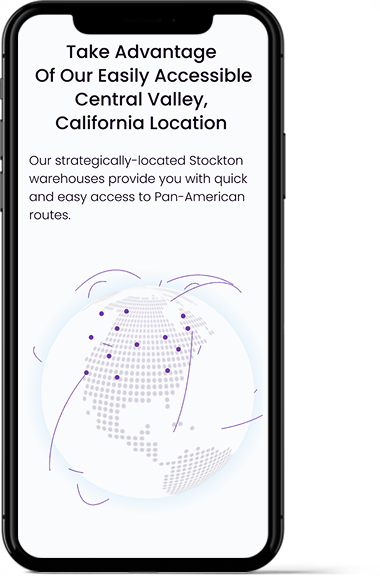 Take Advantage
Of Our Easily Accessible
Central Valley,
California Location
Our strategically-located Stockton
warehouses provide you with quick
and easy access to Pan-American
routes.